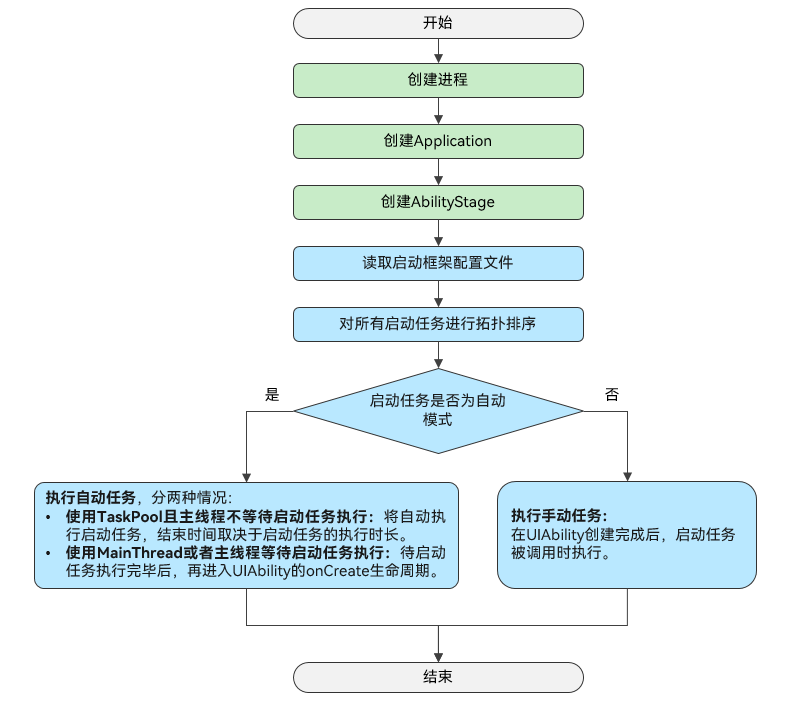 开始
创建进程
创建Application
创建AbilityStage
读取启动框架配置文件
对所有启动任务进行拓扑排序
启动任务是否为自动
模式
是
否
执行自动任务，分两种情况：
• 使用TaskPool且主线程不等待启动任务执行：将自动执
行启动任务，结束时间取决于启动任务的执行时长。
• 使用MainThread或者主线程等待启动任务执行：待启动
任务执行完毕后，再进入UIAbility的onCreate生命周期。
执行手动任务：
在UIAbility创建完成后，启动任务
被调用时执行。
结束